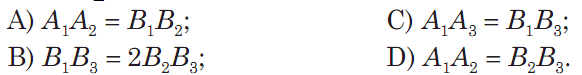 A) A₁A₂ = B₁B₂; C) A₁A₃ = B₁B₃;
B) B₁B₃ = 2B₂B₃; D) A₁A₂ = B₂B₃.